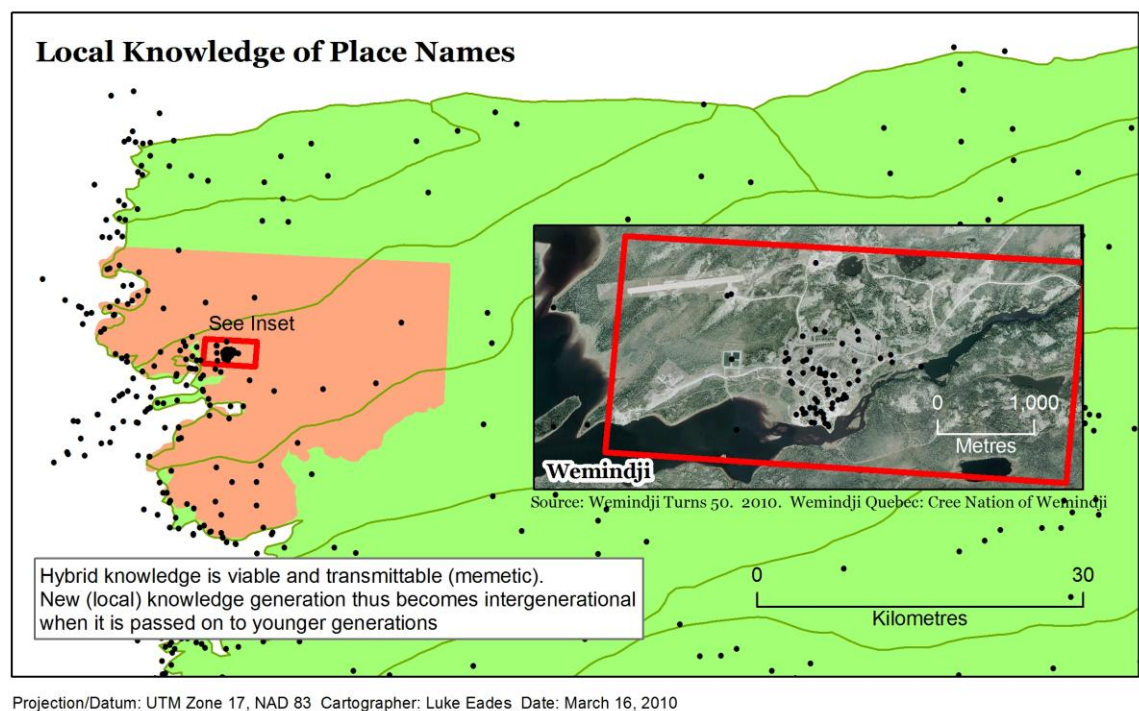 Local Knowledge of Place Names
See Inset
0 1,000
Metres
Wemindji
Source: Wemindji Turns 50. 2010. Wemindji Quebec: Cree Nation of Wemindji
Hybrid knowledge is viable and transmittable (memetic).
New (local) knowledge generation thus becomes intergenerational
when it is passed on to younger generations
0 30
Kilometres
Projection/Datum: UTM Zone 17, NAD 83 Cartographer: Luke Eades Date: March 16, 2010